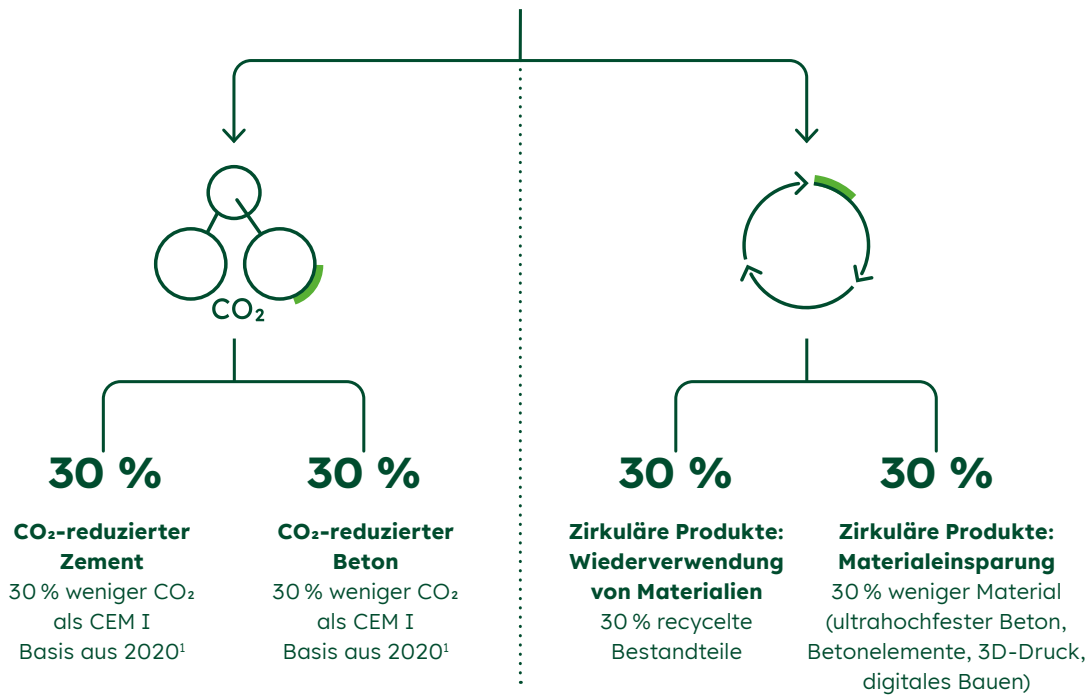 CO₂
30 %
CO₂-reduzierter
Zement
30 % weniger CO₂
als CEM I
Basis aus 2020¹
30 %
CO₂-reduzierter
Beton
30 % weniger CO₂
als CEM I
Basis aus 2020¹
30 %
Zirkuläre Produkte:
Wiederverwendung
von Materialien
30 % recycelte
Bestandteile
30 %
Zirkuläre Produkte:
Materialeinsparung
30 % weniger Material
(ultrahochfester Beton,
Betonelemente, 3D-Druck,
digitales Bauen)